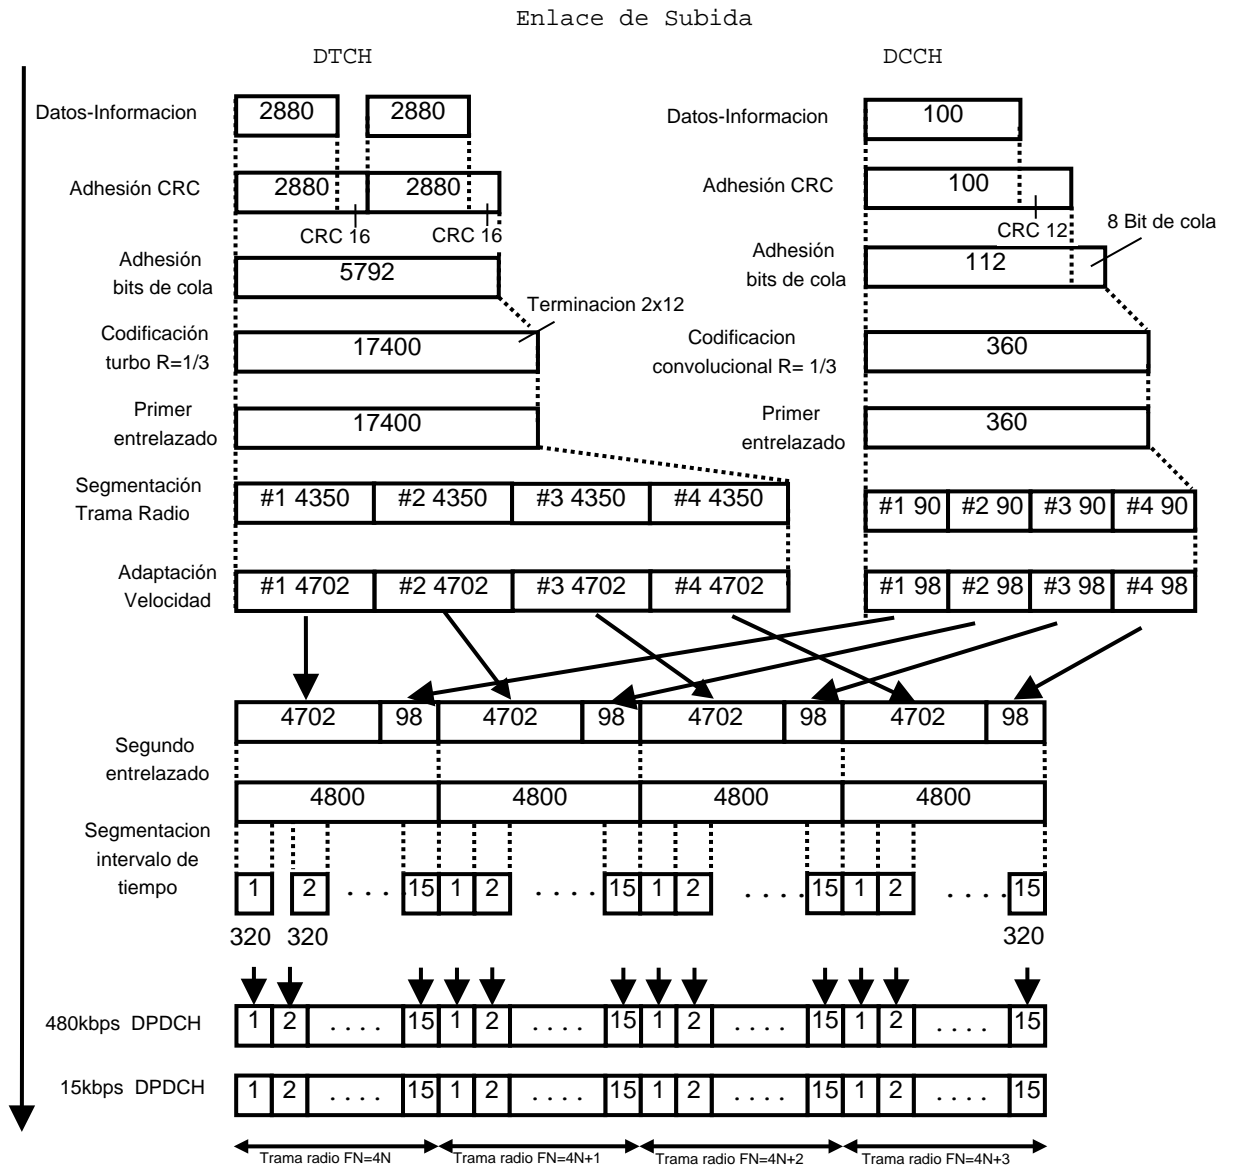 Enlace de Subida
DTCH DCCH
Datos-Informacion 2880 2880 Datos-Informacion 100
Adhesión CRC 2880 2880 Adhesión CRC 100
CRC 16 CRC 16 CRC 12 8 Bit de cola
Adhesión
bits de cola 5792
Adhesión
bits de cola 112
Terminacion 2x12
Codificación
turbo R=1/3 17400
Codificacion
convolucional R= 1/3 360
Primer
entrelazado 17400
Primer
entrelazado 360
Segmentación
Trama Radio #1 4350 #2 4350 #3 4350 #4 4350 #1 90 #2 90 #3 90 #4 90
Adaptación
Velocidad #1 4702 #2 4702 #3 4702 #4 4702 #1 98 #2 98 #3 98 #4 98
4702 98 4702 98 4702 98 4702 98
Segundo
entrelazado
4800 4800 4800 4800
Segmentacion
intervalo de
tiempo
1 2 .... 15 1 2 .... 15 1 2 .... 15 1 2 .... 15
320 320 320
480kbps DPDCH 1 2 .... 15 1 2 .... 15 1 2 .... 15 1 2 .... 15
15kbps DPDCH 1 2 .... 15 1 2 .... 15 1 2 .... 15 1 2 .... 15
Trama radio FN=4N Trama radio FN=4N+1 Trama radio FN=4N+2 Trama radio FN=4N+3